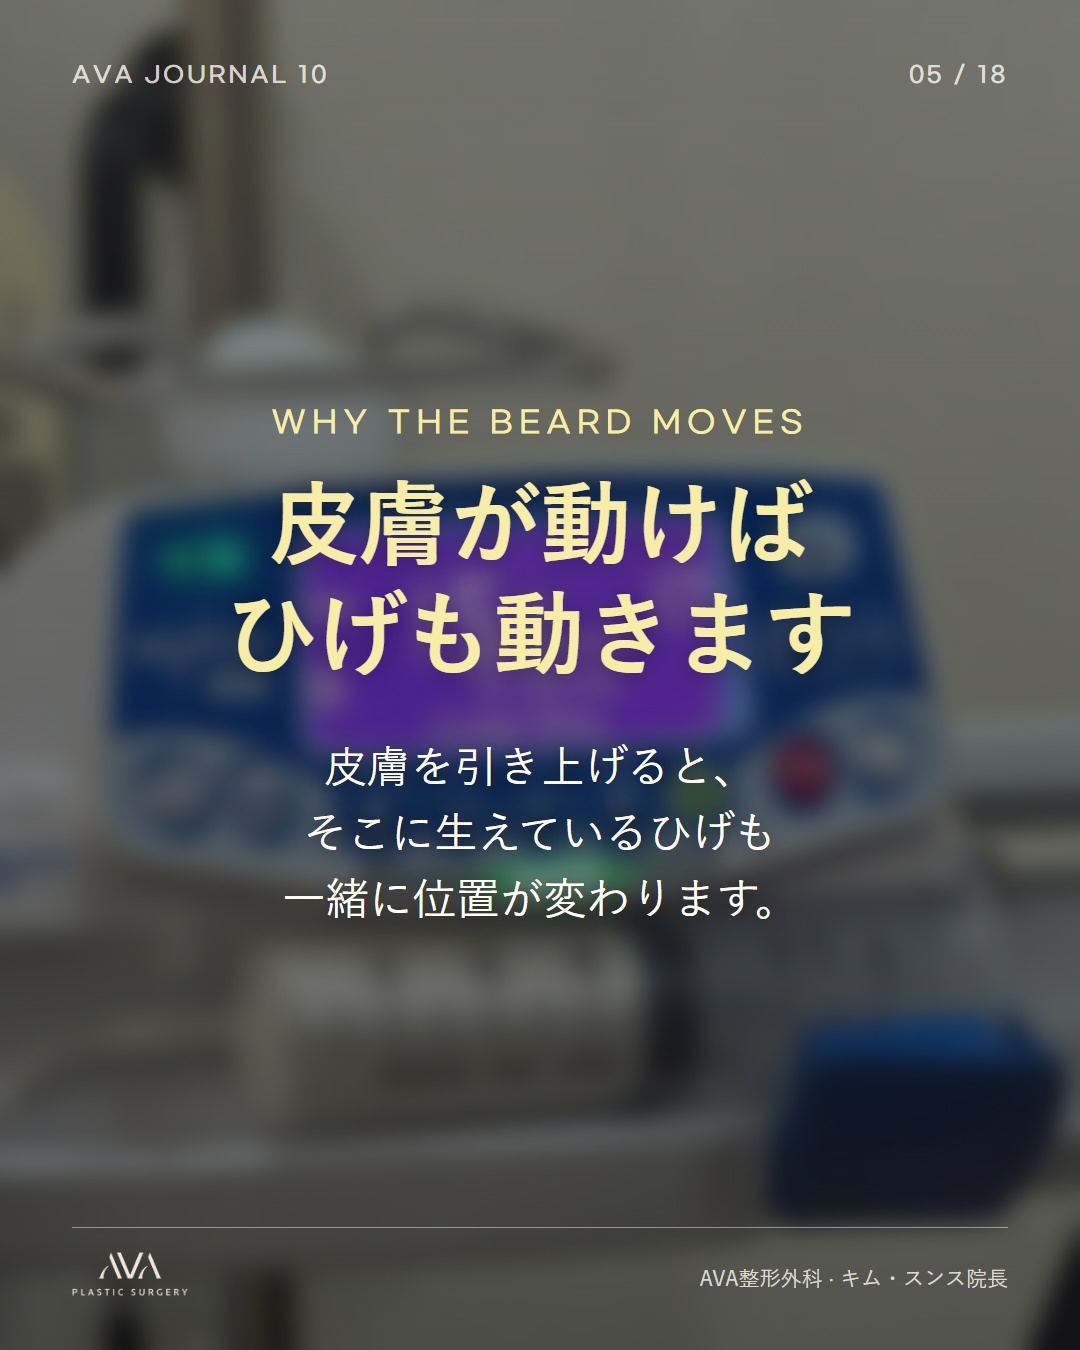 AVA JOURNAL 10
05 / 18
WHY THE BEARD MOVES
皮膚が動けば
ひげも動きます
皮膚を引き上げると、
そこに生えているひげも
一緒に位置が変わります。
AVA
PLASTIC SURGERY
AVA整形外科 · キム・スンス院長